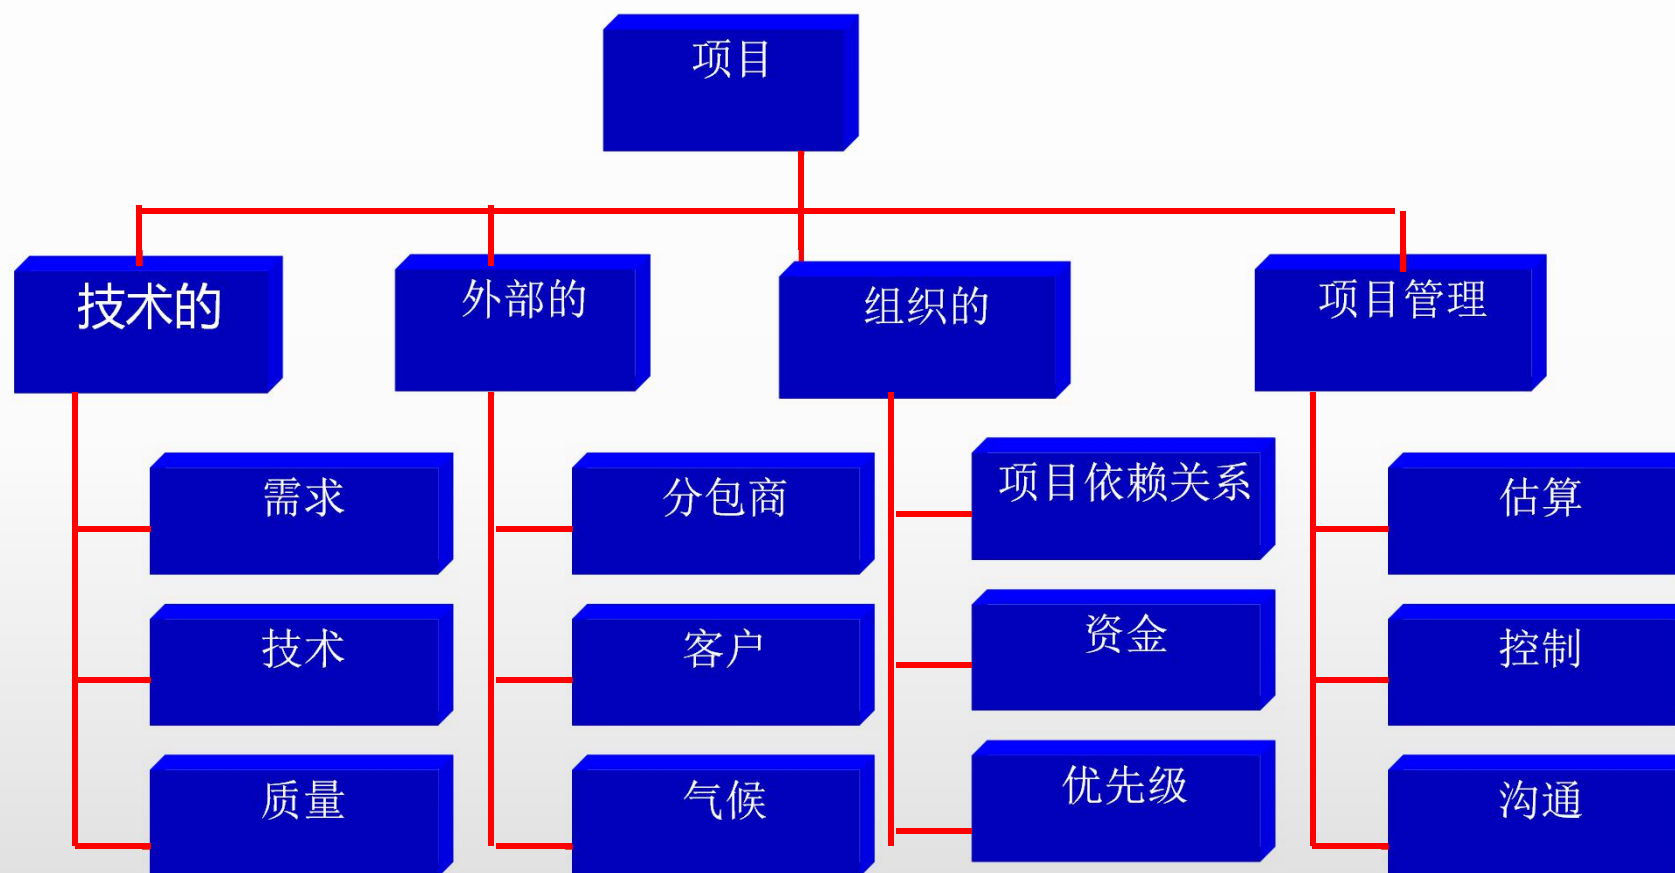 项目
技术的
外部的
组织的
项目管理
需求
分包商
项目依赖关系
估算
技术
客户
资金
控制
质量
气候
优先级
沟通